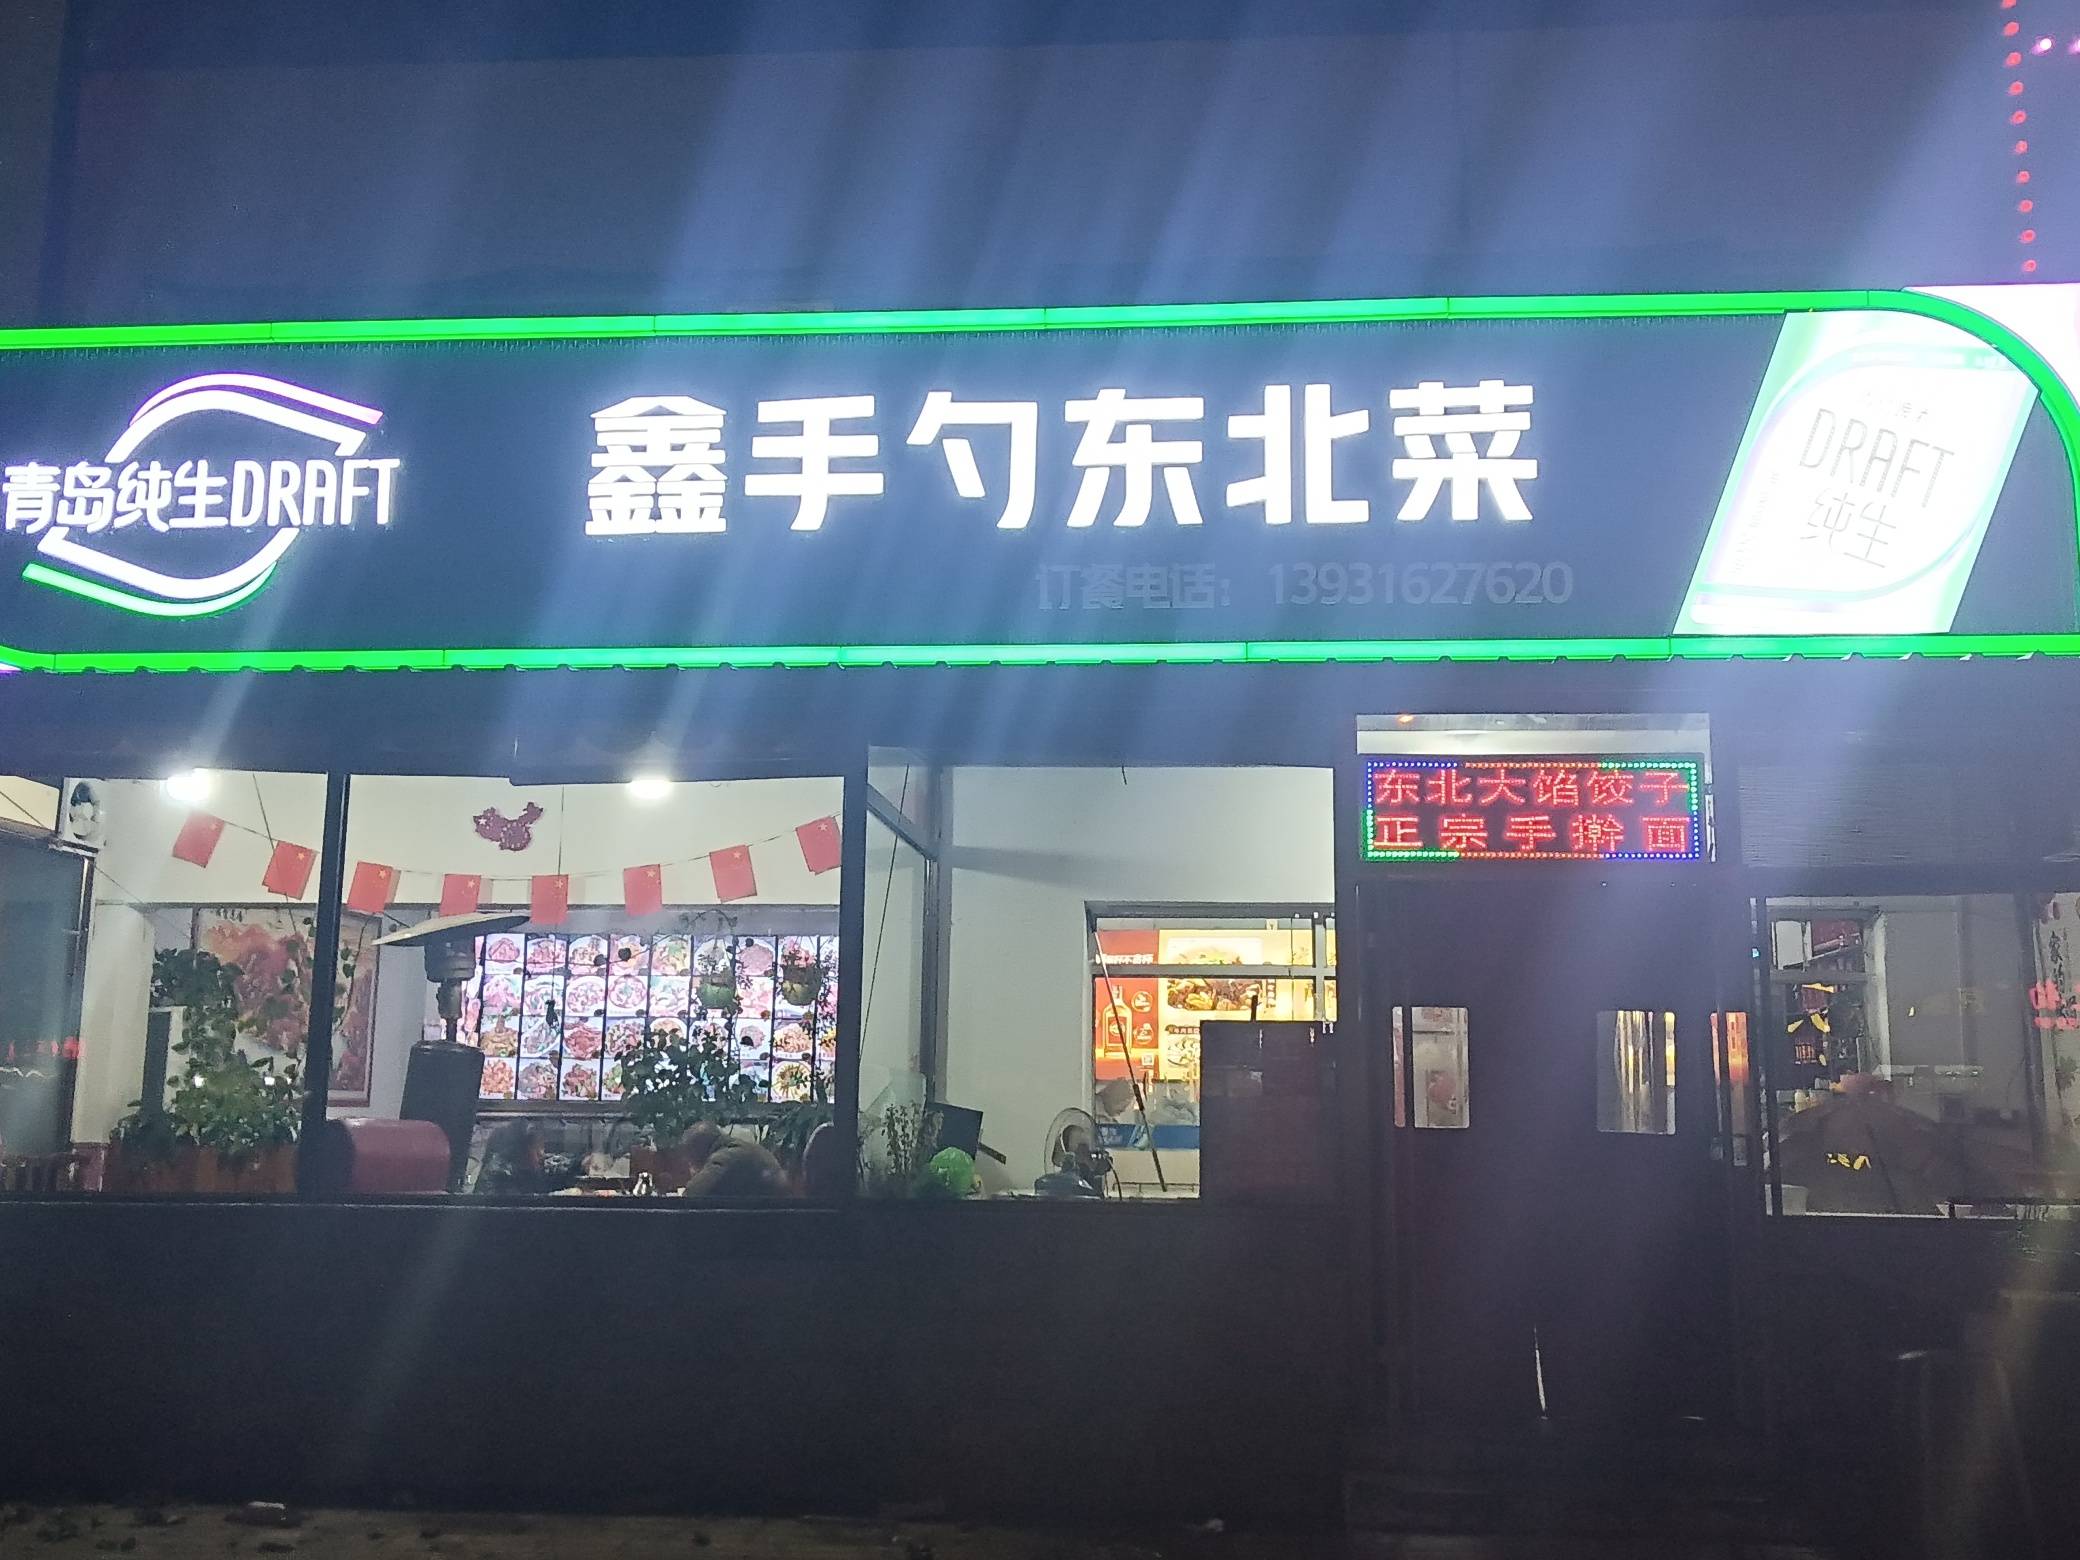 青岛纯生DRAFT
鑫手勺东北菜
订餐电话：13931627620
DRAFT
纯生
东北大馅饺子
正宗手擀面